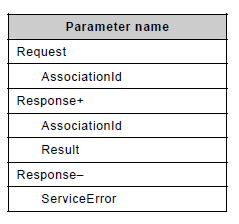 Parameter name
Request
AssociationId
Response+
AssociationId
Result
Response–
ServiceError